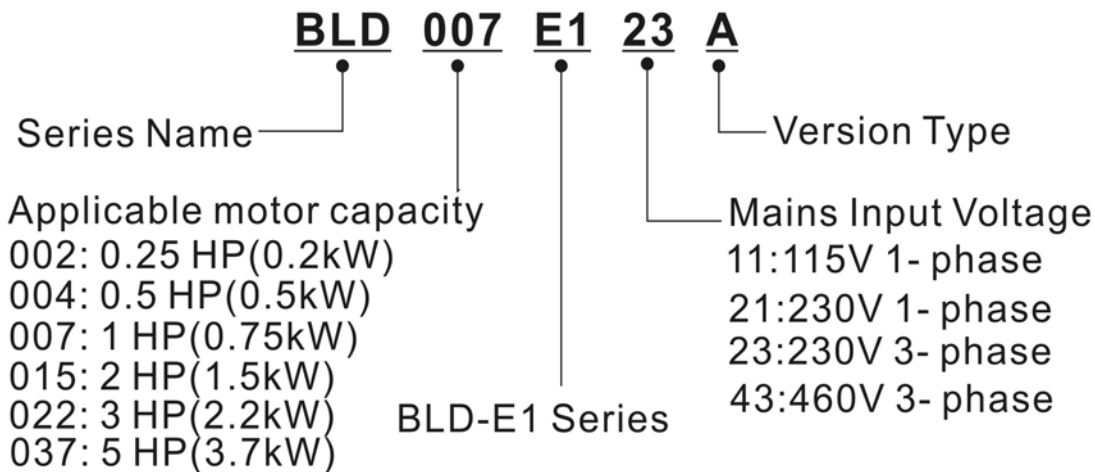 BLD 007 E1 23 A
Series Name
Version Type
Applicable motor capacity
002: 0.25 HP(0.2kW)
004: 0.5 HP(0.5kW)
007: 1 HP(0.75kW)
015: 2 HP(1.5kW)
022: 3 HP(2.2kW)
037: 5 HP(3.7kW)
BLD-E1 Series
Mains Input Voltage
11:115V 1- phase
21:230V 1- phase
23:230V 3- phase
43:460V 3- phase